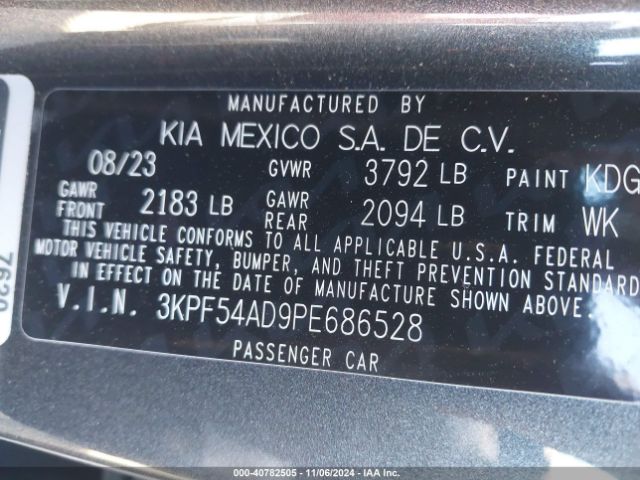 MANUFACTURED BY
KIA MEXICO S.A. DE C.V.
08/23 GVWR 3792 LB PAINT KDG
GAWR FRONT 2183 LB GAWR REAR 2094 LB TRIM WK
THIS VEHICLE CONFORMS TO ALL APPLICABLE U.S.A. FEDERAL
MOTOR VEHICLE SAFETY, BUMPER, AND THEFT PREVENTION STANDARD
IN EFFECT ON THE DATE OF MANUFACTURE SHOWN ABOVE.
V.I.N. 3KPF54AD9PE686528
PASSENGER CAR
7620
000-40782505 - 11/06/2024 - IAA Inc.